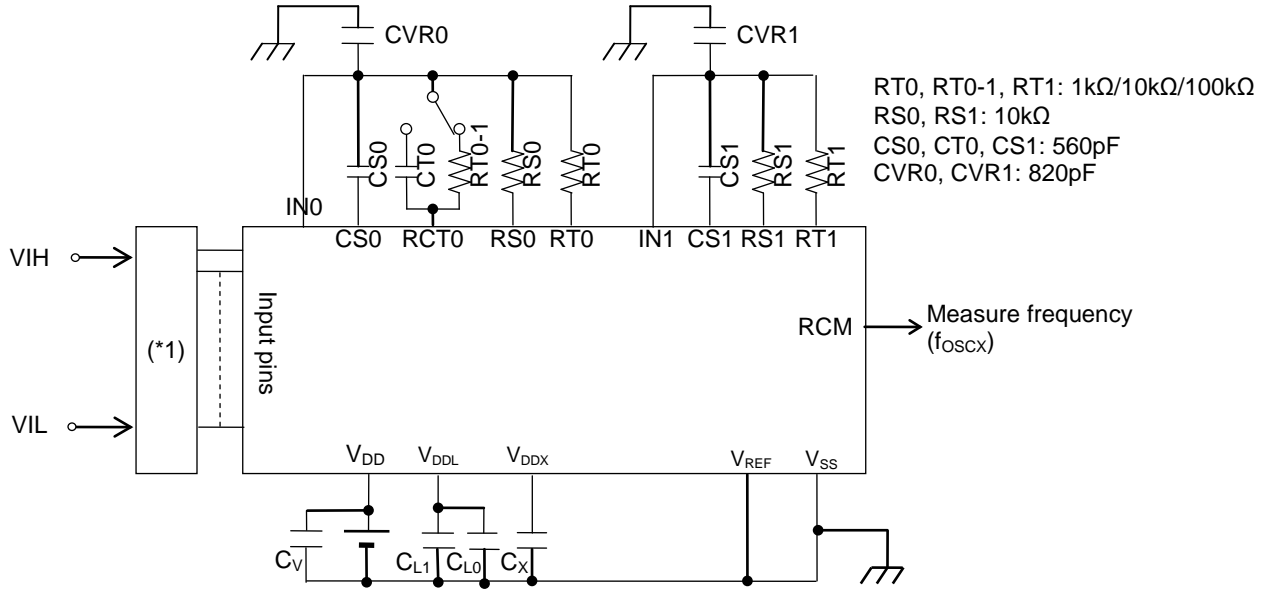 CVR0
CVR1
RT0, RT0-1, RT1: 1kΩ/10kΩ/100kΩ
RS0, RS1: 10kΩ
CS0, CT0, CS1: 560pF
CVR0, CVR1: 820pF
CS0
CT0
RT0-1
RS0
RT0
CS1
RS1
RT1
IN0
CS0
RCT0
RS0
RT0
IN1
CS1
RS1
RT1
VIH
(*1)
VIL
Input pins
RCM
Measure frequency
(fOSCX)
VDD
VDDL
VDDX
VREF
VSS
CV
CL1
CL0
CX